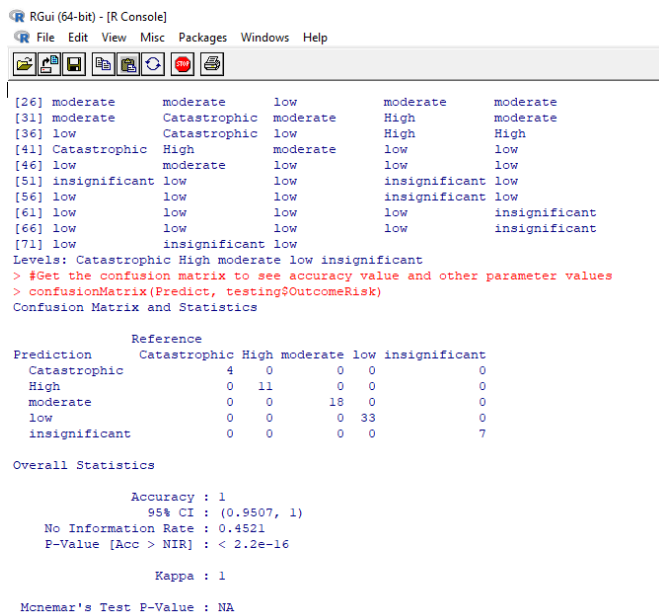 RGui (64-bit) - [R Console]
File Edit View Misc Packages Windows Help
STOP
[26] moderate moderate low moderate moderate
[31] moderate Catastrophic moderate High moderate
[36] low Catastrophic low High High
[41] Catastrophic High moderate low low
[46] low moderate low low low
[51] insignificant low low insignificant low
[56] low low low insignificant low
[61] low low low low insignificant
[66] low low low low insignificant
[71] low insignificant low
Levels: Catastrophic High moderate low insignificant
> #Get the confusion matrix to see accuracy value and other parameter values
> confusionMatrix(Predict, testing$OutcomeRisk)
Confusion Matrix and Statistics
Reference
Prediction Catastrophic High moderate low insignificant
Catastrophic 4 0 0 0 0
High 0 11 0 0 0
moderate 0 0 18 0 0
low 0 0 0 33 0
insignificant 0 0 0 0 7
Overall Statistics
Accuracy : 1
95% CI : (0.9507, 1)
No Information Rate : 0.4521
P-Value [Acc > NIR] : < 2.2e-16
Kappa : 1
Mcnemar's Test P-Value : NA